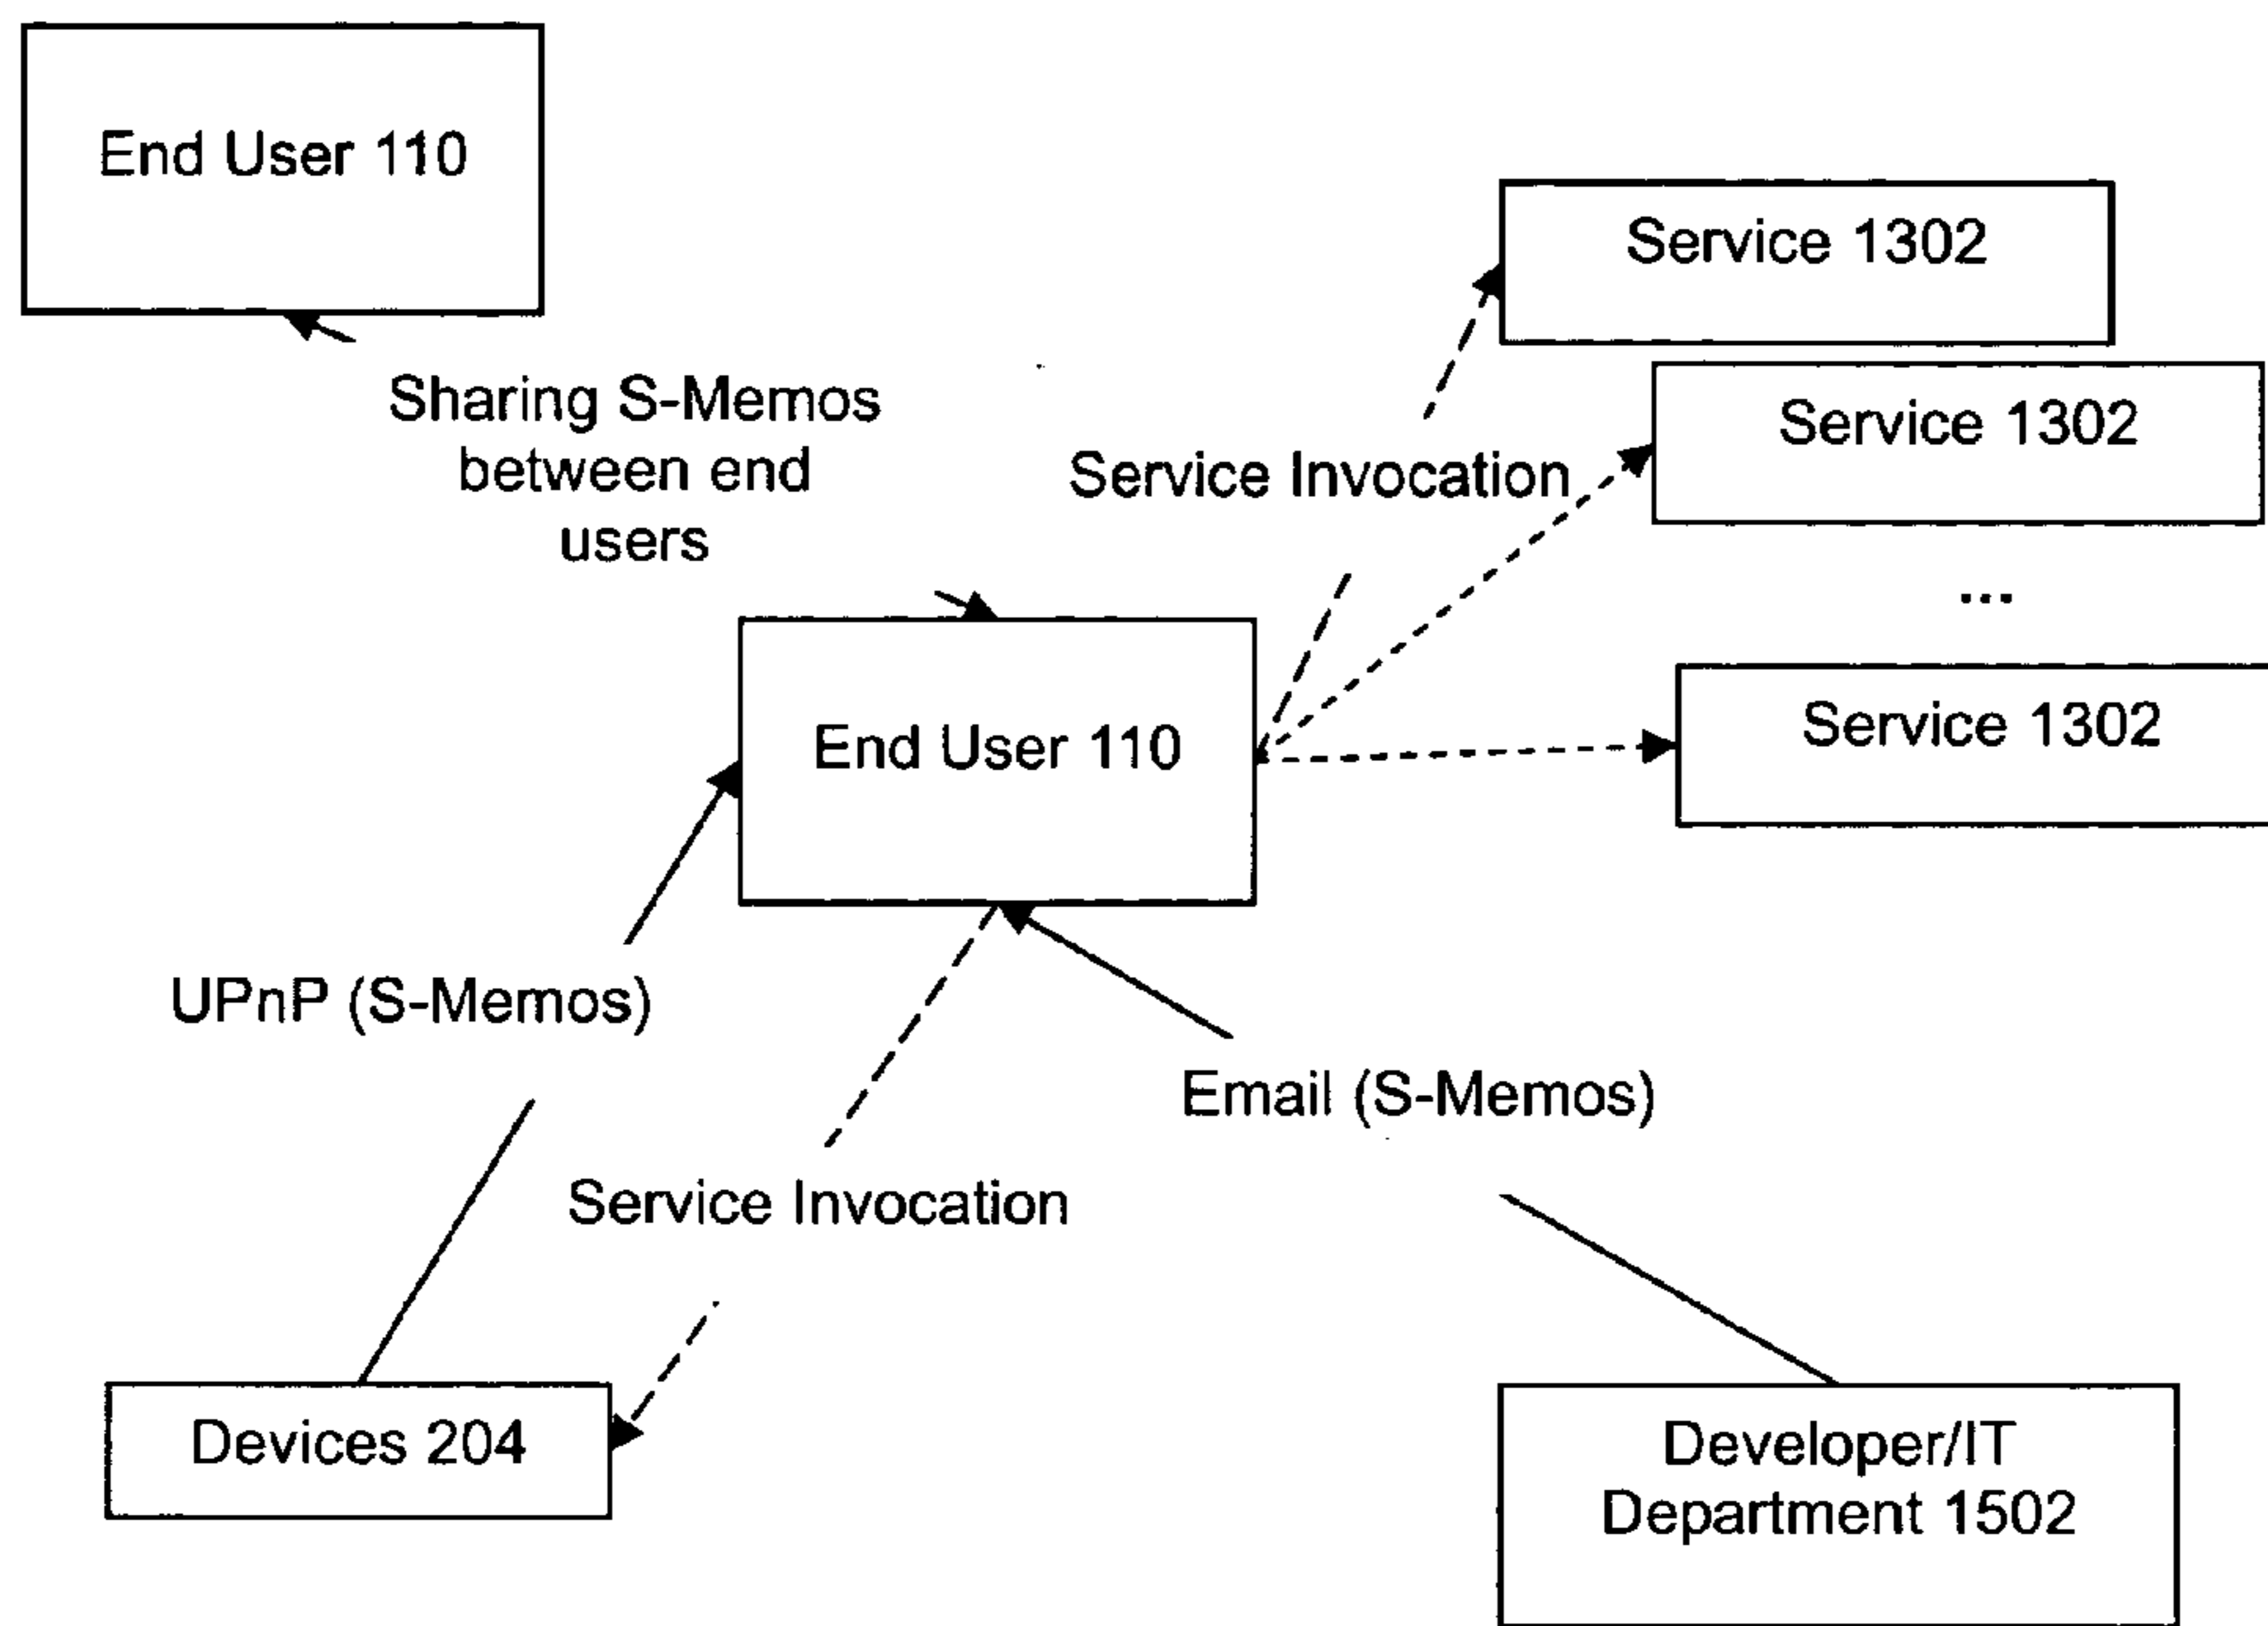 End User 110
Service 1302
Sharing S-Memos
between end
users
Service Invocation
Service 1302
...
End User 110
Service 1302
UPnP (S-Memos)
Email (S-Memos)
Service Invocation
Devices 204
Developer/IT
Department 1502